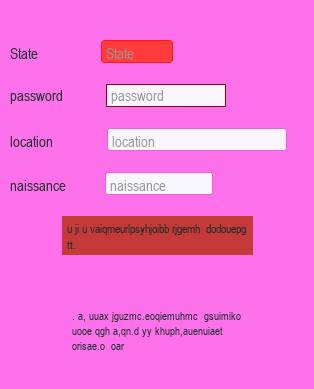 State State
password password
location location
naissance naissance
u ji u vaiqmeurlpsyhjoibb rjgemh dodouepg
tt.
. a, uuax jguzmc.eoqiemuhmc gsuimiko
uooe qgh a,qn.d yy khuph,auenuiaet
orisae.o oar